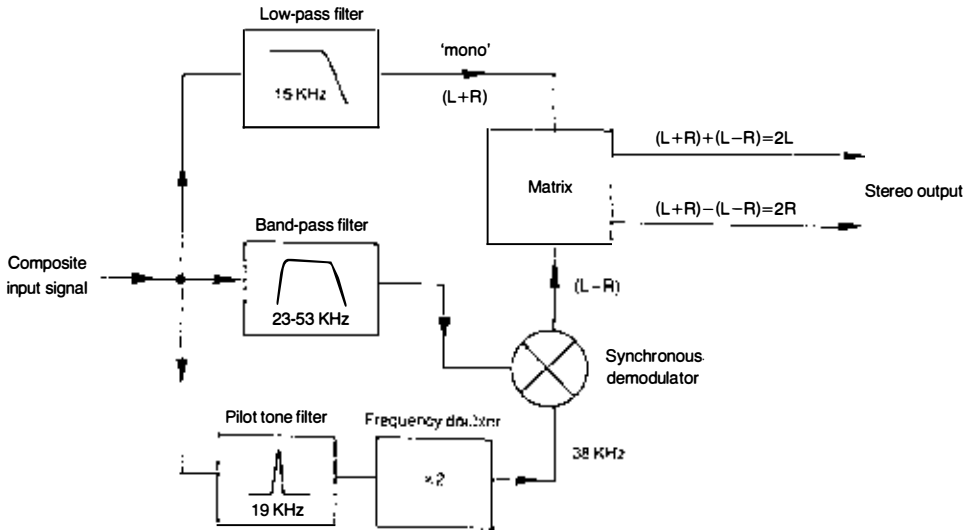 Low-pass filter
'mono'
15 KHz
(L+R)
(L+R)+(L−R)=2L
Matrix
Stereo output
(L+R)−(L−R)=2R
Band-pass filter
Composite
input signal
(L−R)
23-53 KHz
Synchronous
demodulator
Pilot tone filter
Frequency
38 KHz
×2
19 KHz